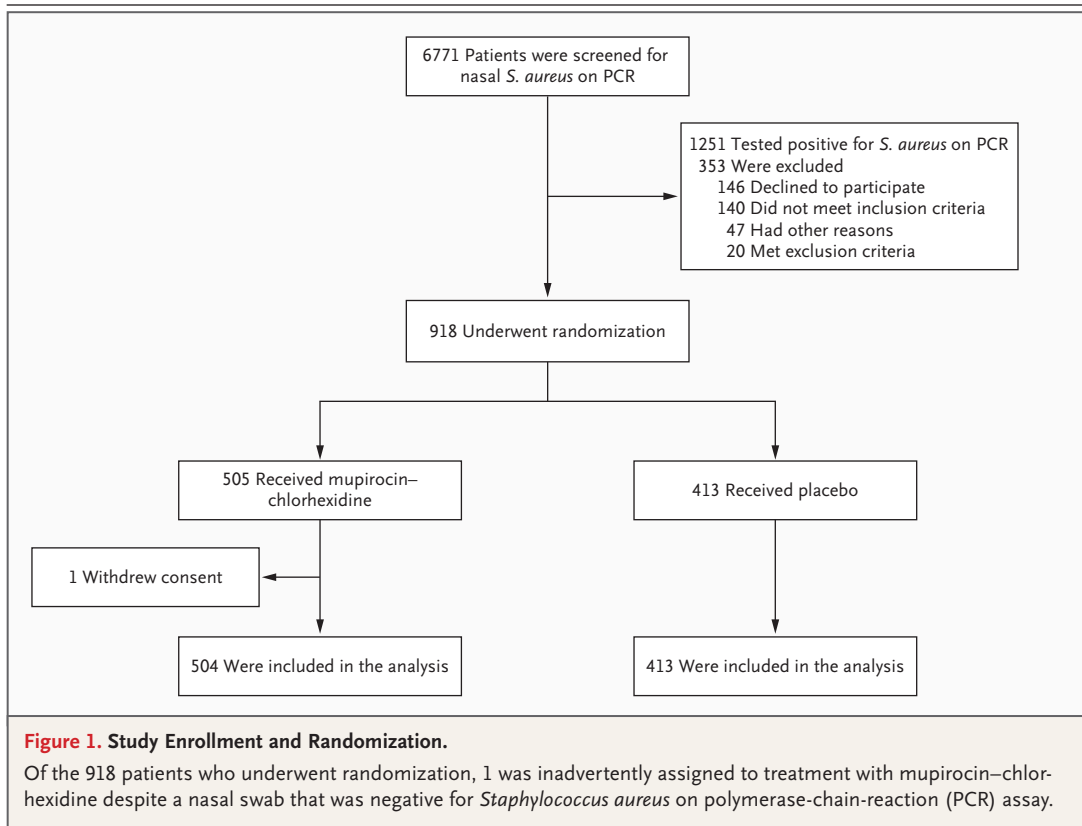 6771 Patients were screened for
nasal S. aureus on PCR
1251 Tested positive for S. aureus on PCR
353 Were excluded
146 Declined to participate
140 Did not meet inclusion criteria
47 Had other reasons
20 Met exclusion criteria
918 Underwent randomization
505 Received mupirocin–
chlorhexidine
413 Received placebo
1 Withdrew consent
504 Were included in the analysis
413 Were included in the analysis
Figure 1. Study Enrollment and Randomization.
Of the 918 patients who underwent randomization, 1 was inadvertently assigned to treatment with mupirocin–chlor-
hexidine despite a nasal swab that was negative for Staphylococcus aureus on polymerase-chain-reaction (PCR) assay.